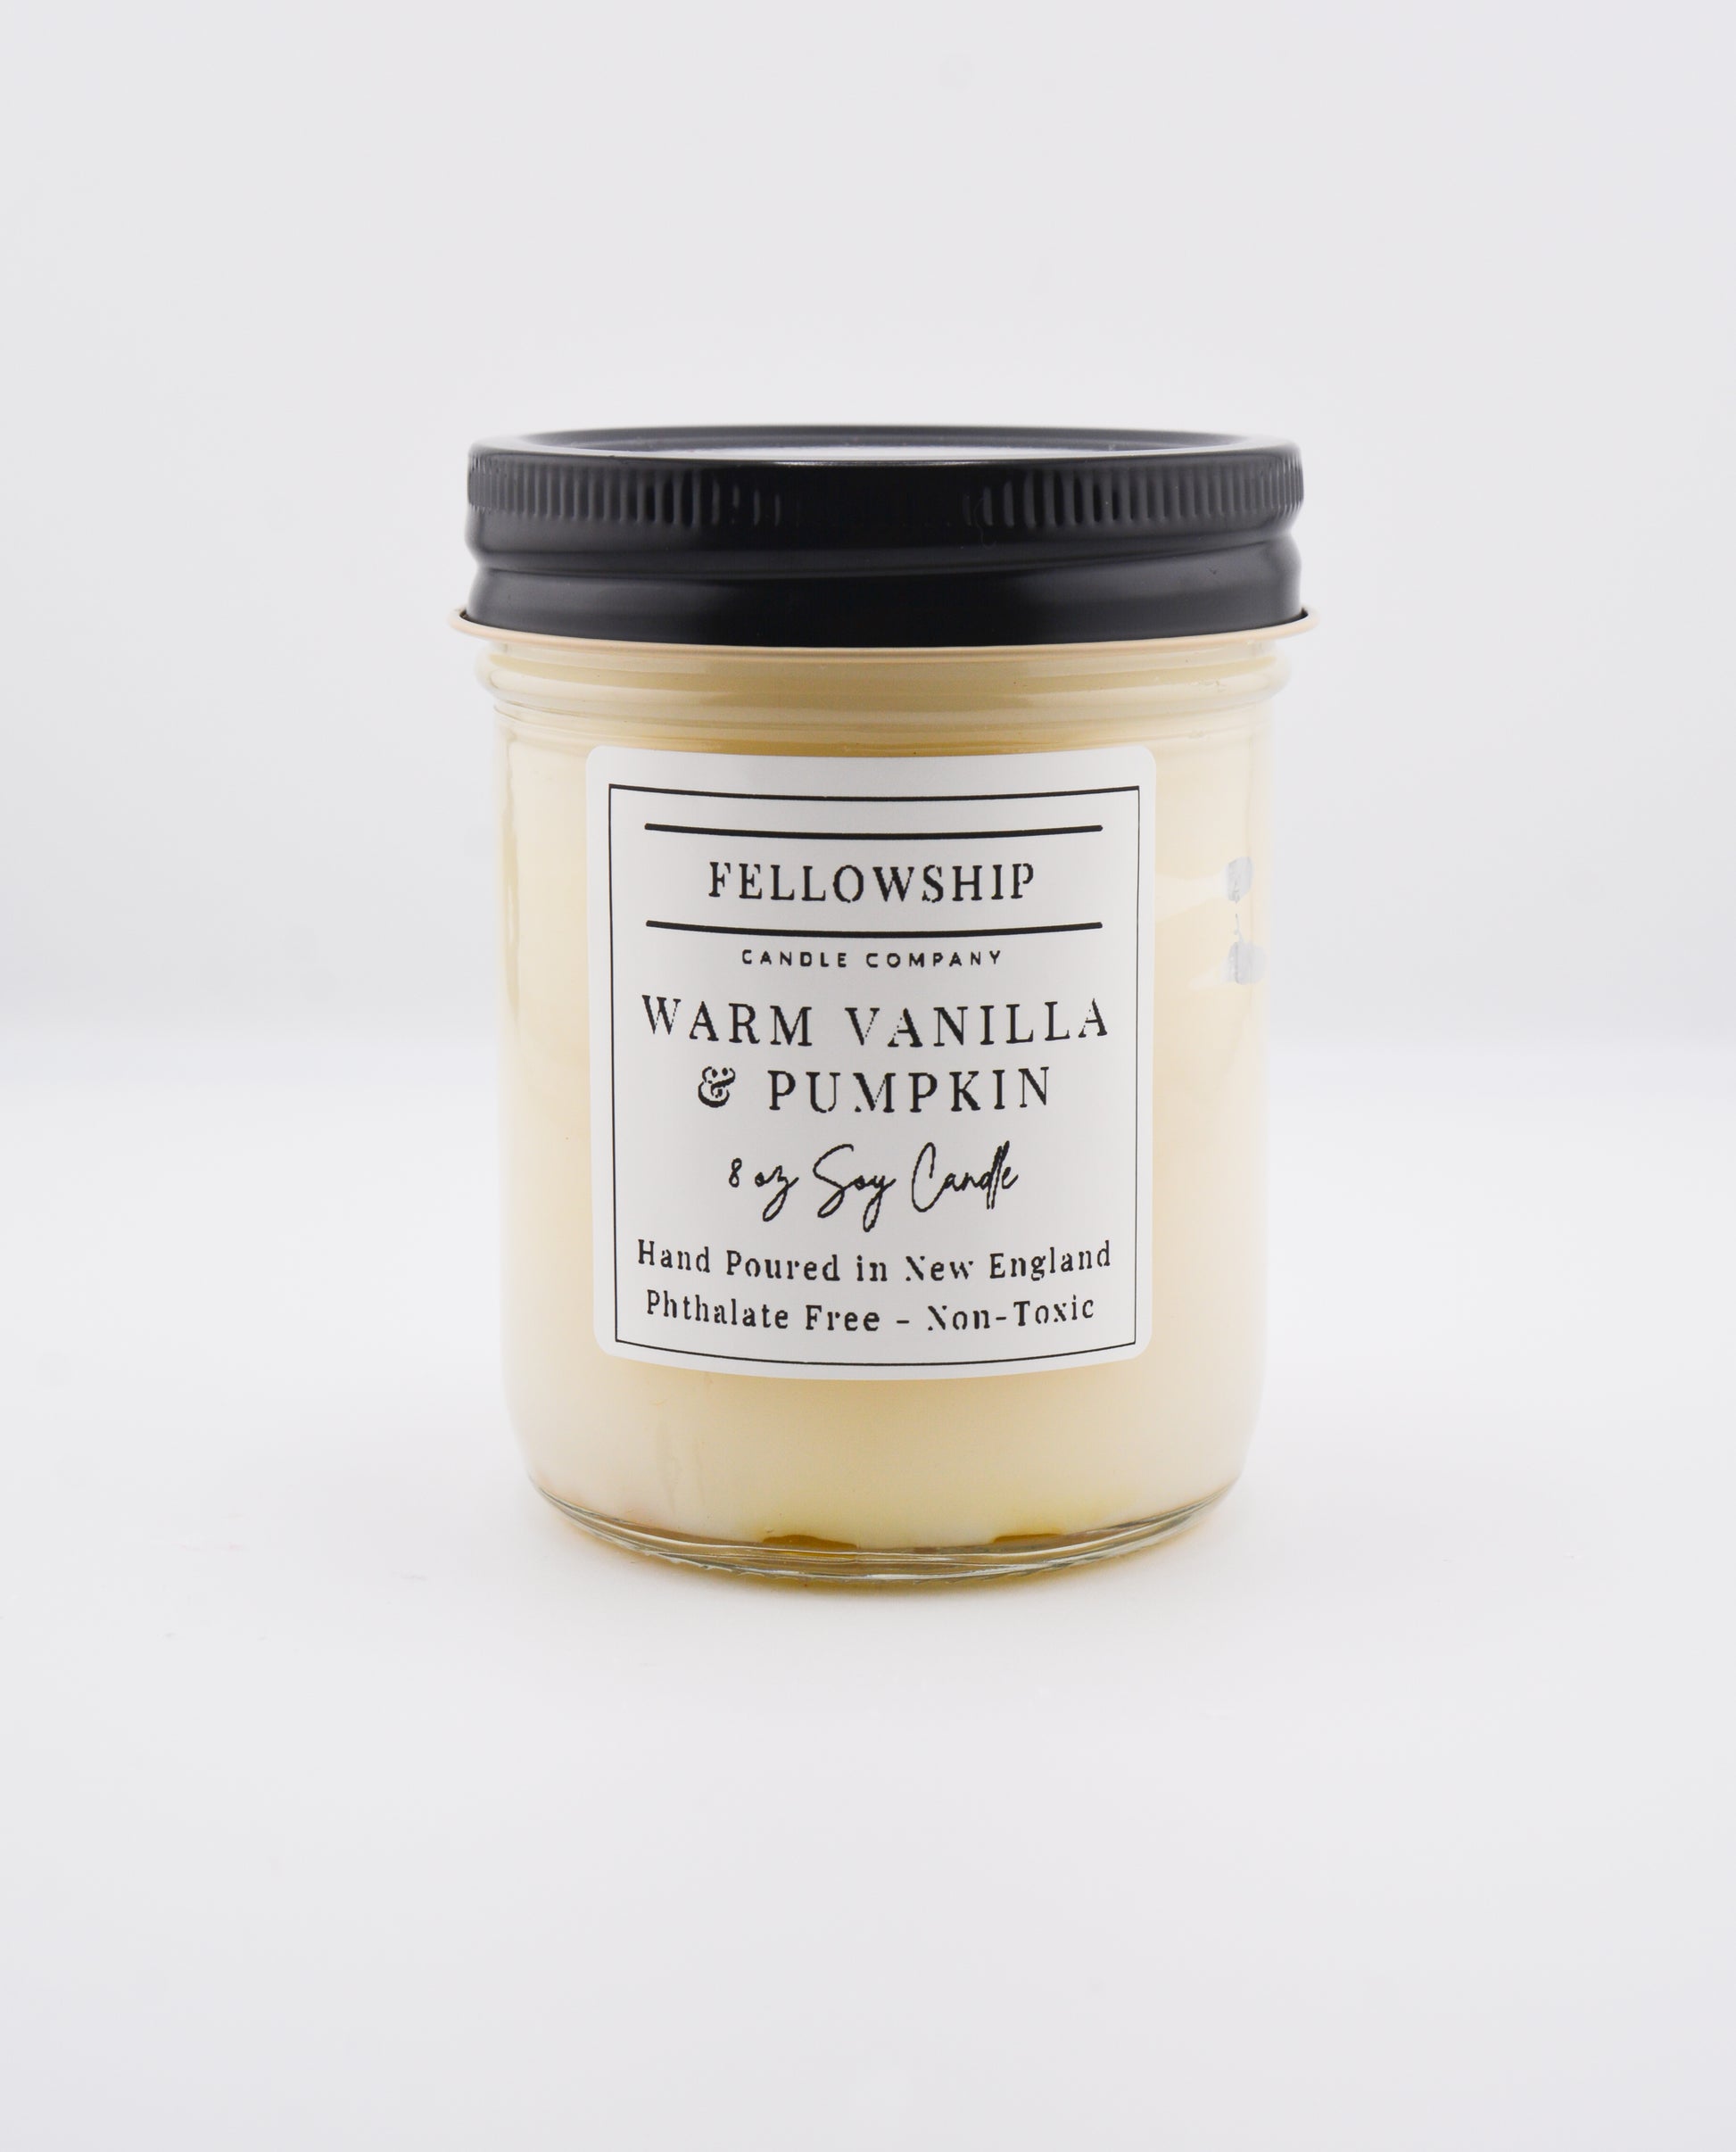 FELLOWSHIP
CANDLE COMPANY
WARM VANILLA
& PUMPKIN
8 oz Soy Candle
Hand Poured in New England
Phthalate Free - Non-Toxic